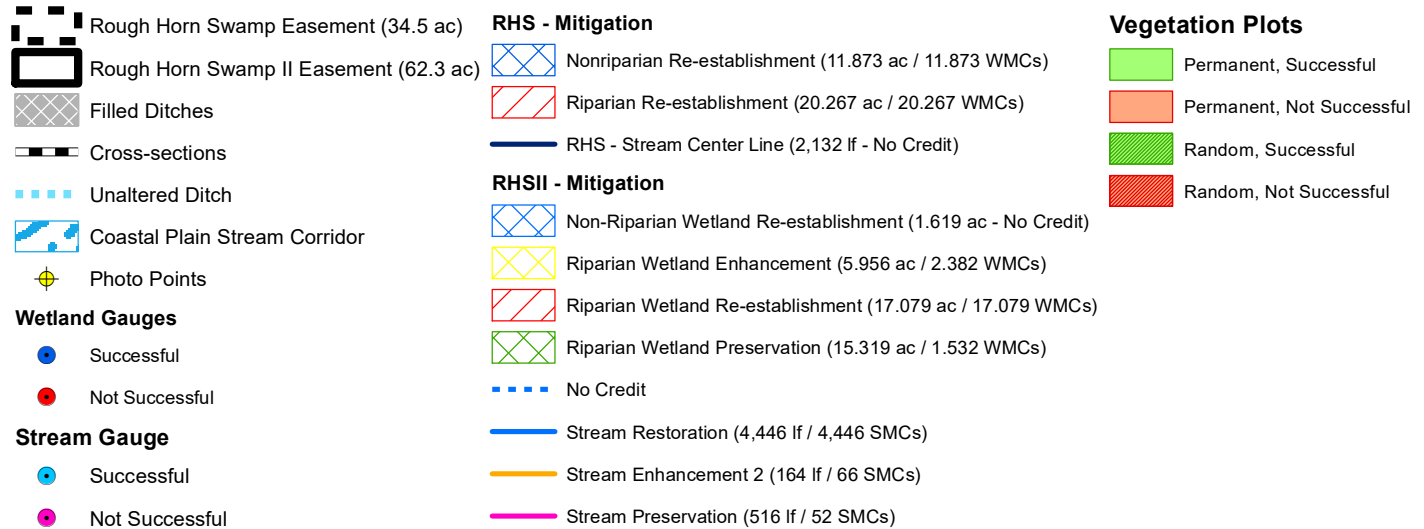 Rough Horn Swamp Easement (34.5 ac)
Rough Horn Swamp II Easement (62.3 ac)
Filled Ditches
Cross-sections
Unaltered Ditch
Coastal Plain Stream Corridor
Photo Points
Wetland Gauges
Successful
Not Successful
Stream Gauge
Successful
Not Successful
RHS - Mitigation
Nonriparian Re-establishment (11.873 ac / 11.873 WMCs)
Riparian Re-establishment (20.267 ac / 20.267 WMCs)
RHS - Stream Center Line (2,132 lf - No Credit)
RHSII - Mitigation
Non-Riparian Wetland Re-establishment (1.619 ac - No Credit)
Riparian Wetland Enhancement (5.956 ac / 2.382 WMCs)
Riparian Wetland Re-establishment (17.079 ac / 17.079 WMCs)
Riparian Wetland Preservation (15.319 ac / 1.532 WMCs)
No Credit
Stream Restoration (4,446 lf / 4,446 SMCs)
Stream Enhancement 2 (164 lf / 66 SMCs)
Stream Preservation (516 lf / 52 SMCs)
Vegetation Plots
Permanent, Successful
Permanent, Not Successful
Random, Successful
Random, Not Successful